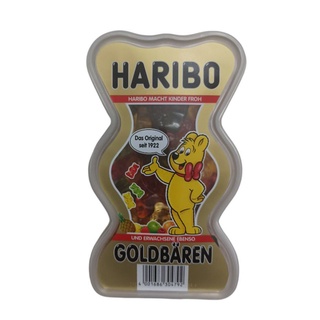 HARIBO
HARIBO MACHT KINDER FROH
Das Original
seit 1922
UND ERWACHSENE EBENSO
GOLDBÄREN